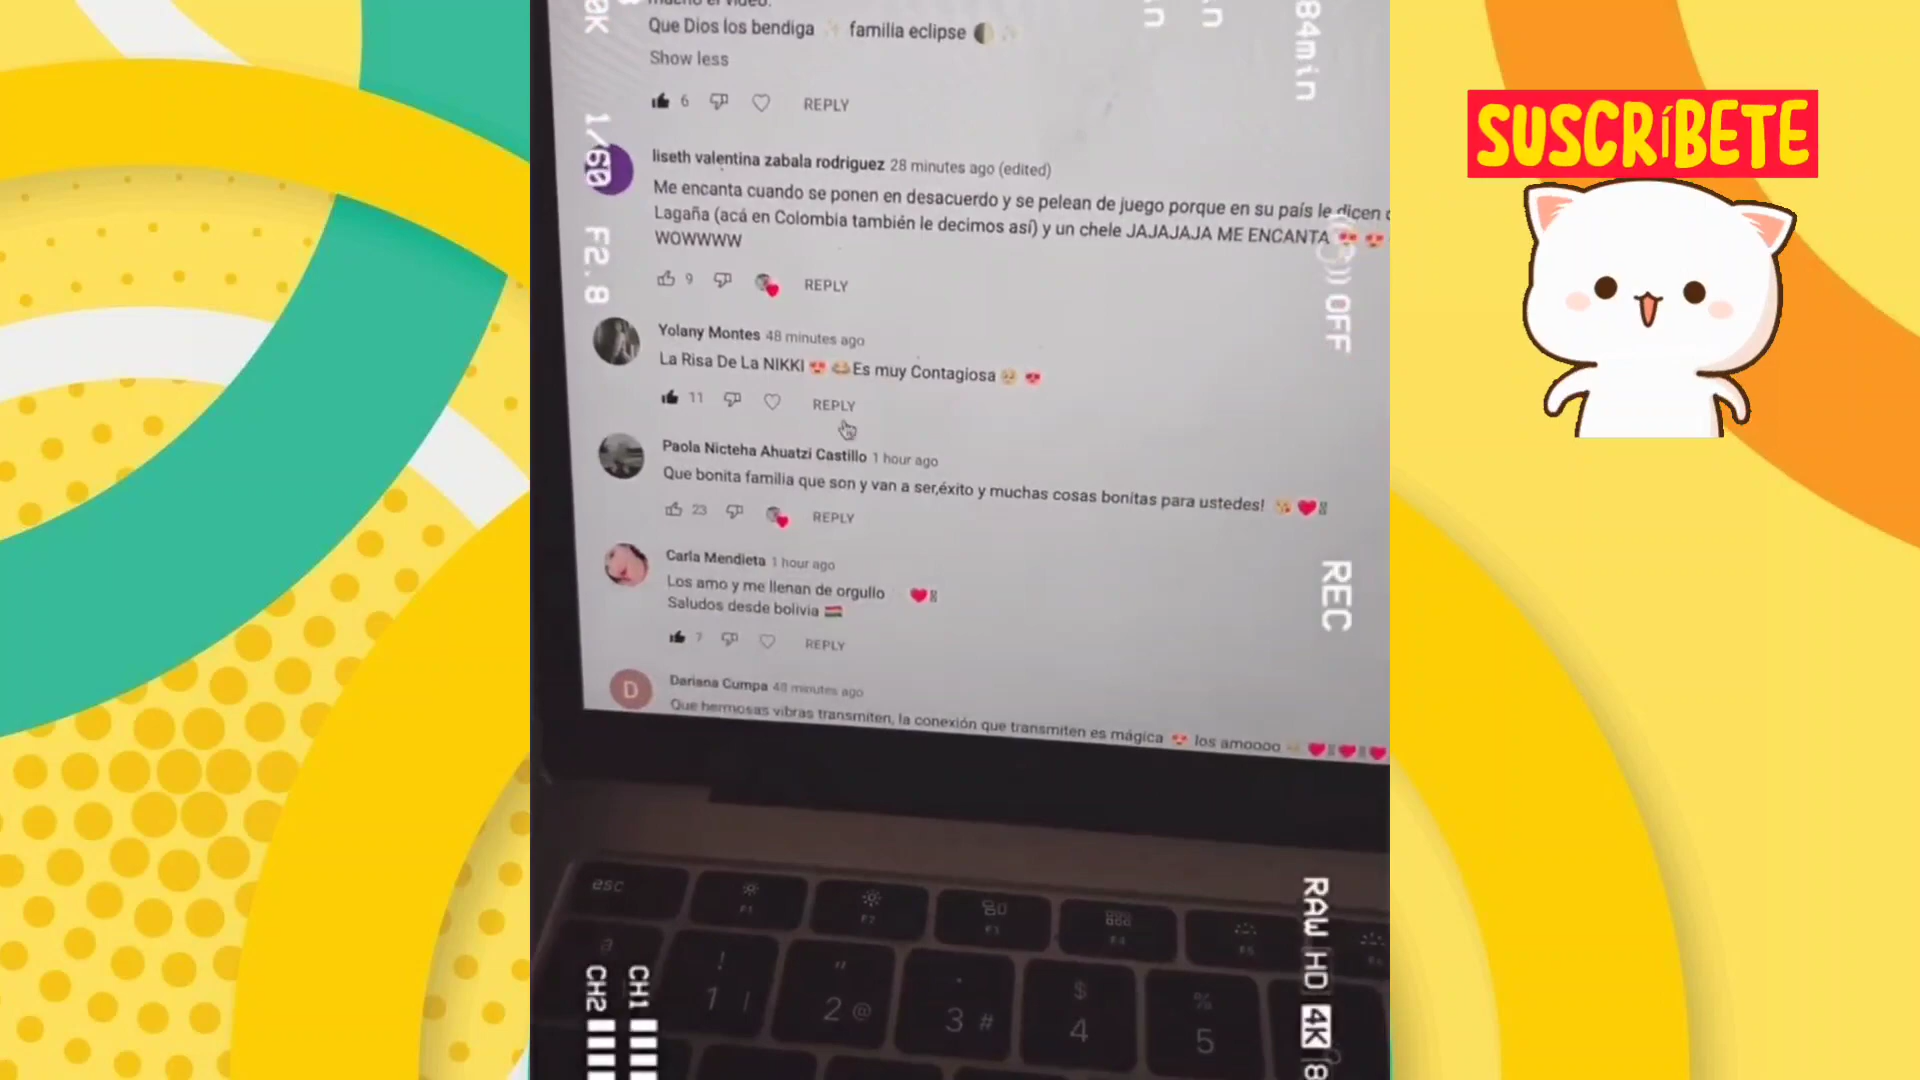 SUSCRÍBETE
Que Dios los bendiga familia eclipse
Show less
6 REPLY
liseth valentina zabala rodriguez 28 minutes ago (edited)
Me encanta cuando se ponen en desacuerdo y se pelean de juego porque en su país le dicen
Lagaña (acá en Colombia también le decimos así) y un chele JAJAJAJA ME ENCANTA
WOWWWW
9 REPLY
Yolany Montes 48 minutes ago
La Risa De La NIKKI Es muy Contagiosa
11 REPLY
Paola Nicteha Ahuatzi Castillo 1 hour ago
Que bonita familia que son y van a ser,éxito y muchas cosas bonitas para ustedes!
23 REPLY
Carla Mendieta 1 hour ago
Los amo y me llenan de orgullo
Saludos desde bolivia
7 REPLY
D
Dariana Cumpa 48 minutes ago
Que hermosas vibras transmiten, la conexión que transmiten es mágica los amoooo
0K
1/60
F2.8
84min
OFF
REC
RAW HD 4K
CH1
CH2
esc F1 F2 F3 F4 F5
a ! " · $ %
1 | 2 @ 3 # 4 5